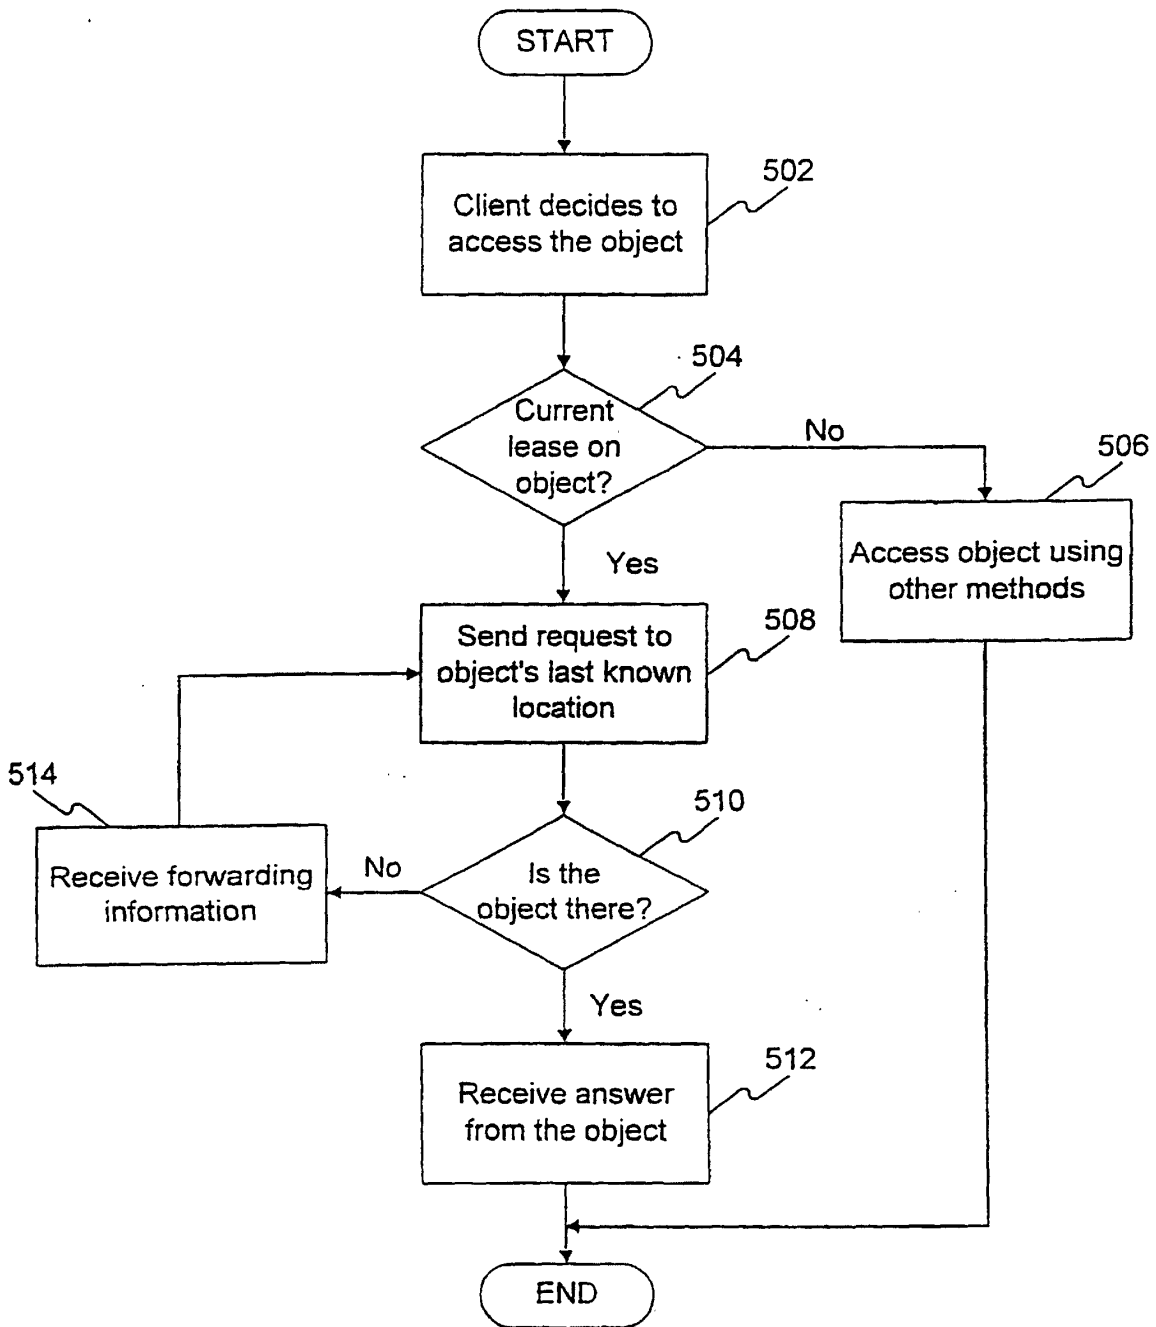 START
502
Client decides to
access the object
504
Current
lease on
object?
No
506
Access object using
other methods
Yes
508
Send request to
object's last known
location
514
Receive forwarding
information
No
510
Is the
object there?
Yes
512
Receive answer
from the object
END